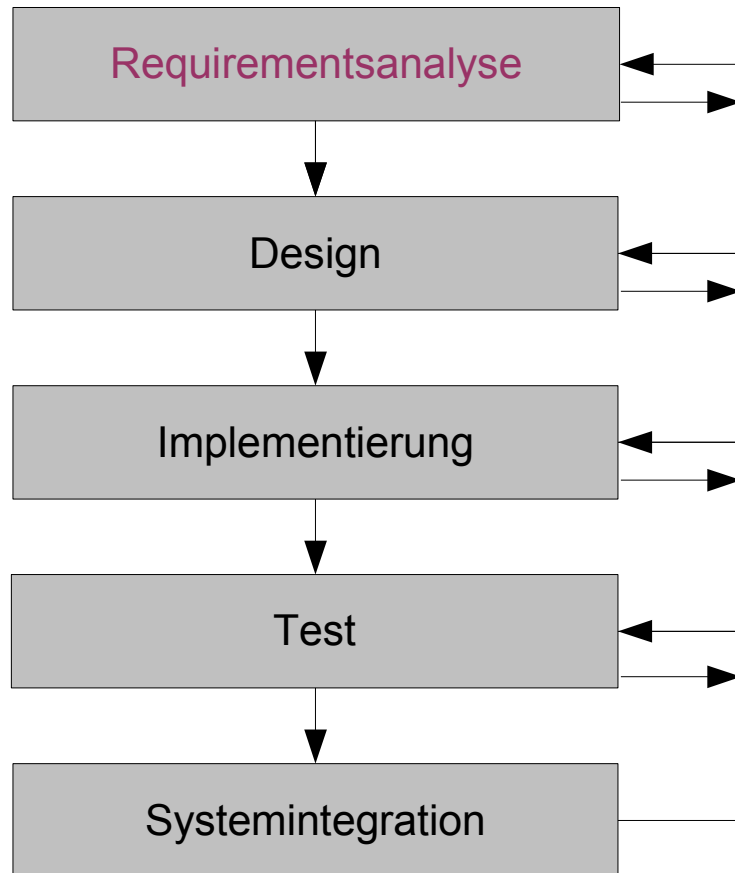 Requirementsanalyse
Design
Implementierung
Test
Systemintegration